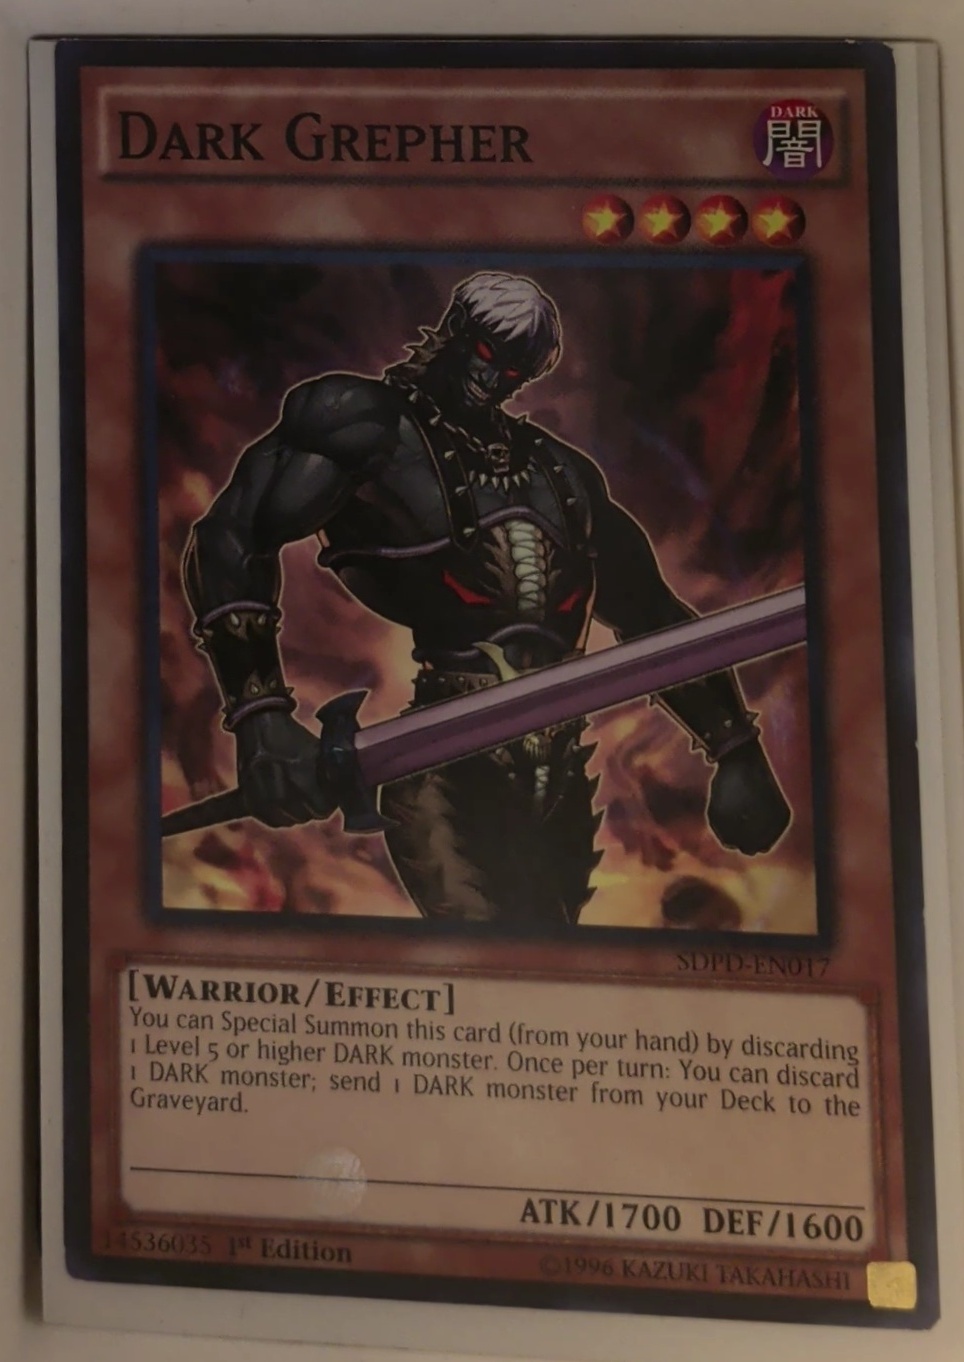 DARK GREPHER
DARK
闇
SDPD-EN017
[WARRIOR/EFFECT]
You can Special Summon this card (from your hand) by discarding
1 Level 5 or higher DARK monster. Once per turn: You can discard
1 DARK monster; send 1 DARK monster from your Deck to the
Graveyard.
ATK/1700 DEF/1600
14536035 1st Edition
©1996 KAZUKI TAKAHASHI